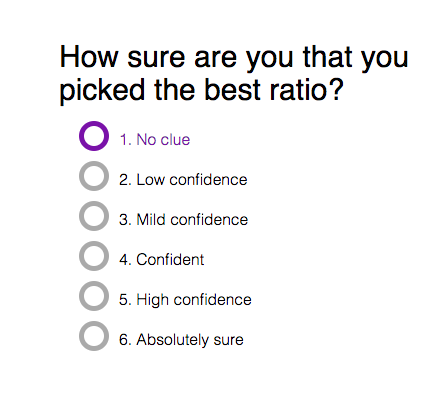 How sure are you that you
picked the best ratio?
1. No clue
2. Low confidence
3. Mild confidence
4. Confident
5. High confidence
6. Absolutely sure